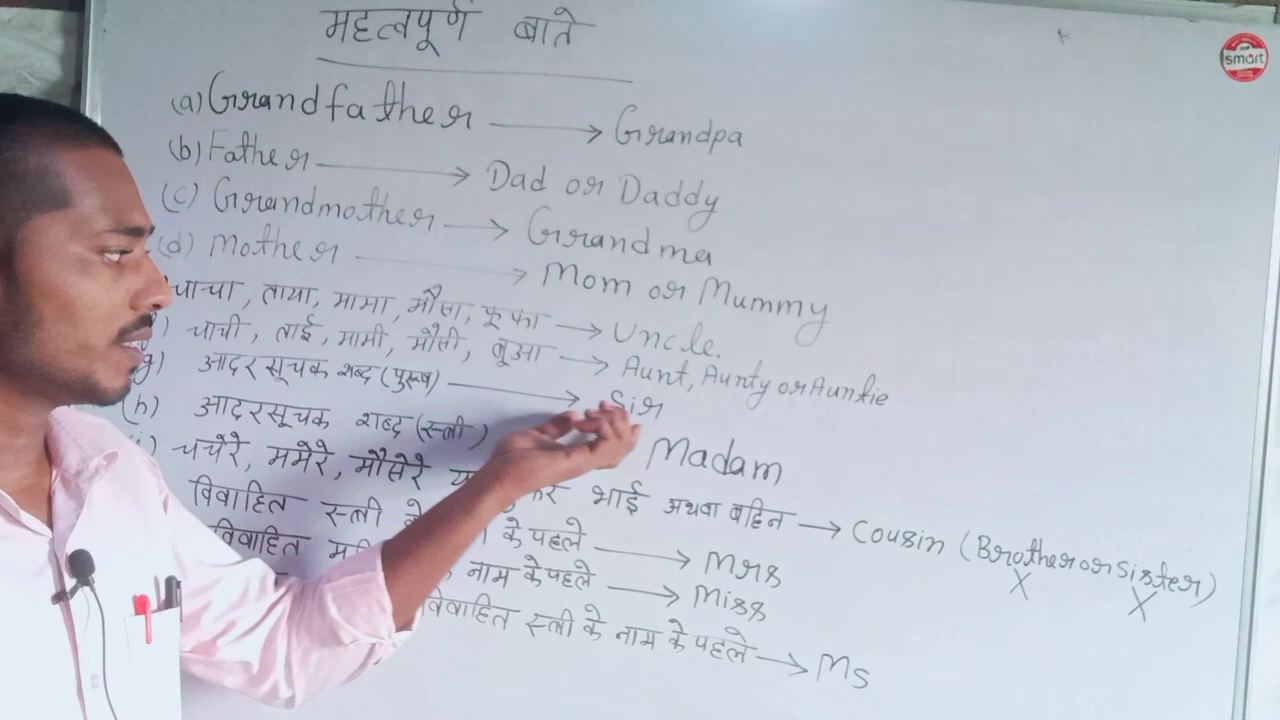 महत्वपूर्ण बाते
smart
(a) Grandfather → Grandpa
(b) Father → Dad or Daddy
(c) Grandmother → Grandma
(d) Mother → Mom or Mummy
चाचा, ताया, मामा, मौसा, फूफा → Uncle.
) चाची, ताई, मामी, मौसी, बूआ → Aunt, Aunty or Auntie
g) आदरसूचक शब्द (पुरूष) → Sir
(h) आदरसूचक शब्द (स्त्री) Madam
) चचेरे, ममेरे, मौसेरे भाई अथवा बहिन → Cousin (Brother or Sister)
X X
विवाहित स्त्री के के पहले → Mrs
विवाहित नाम के पहले → Miss
विवाहित स्त्री के नाम के पहले → Ms